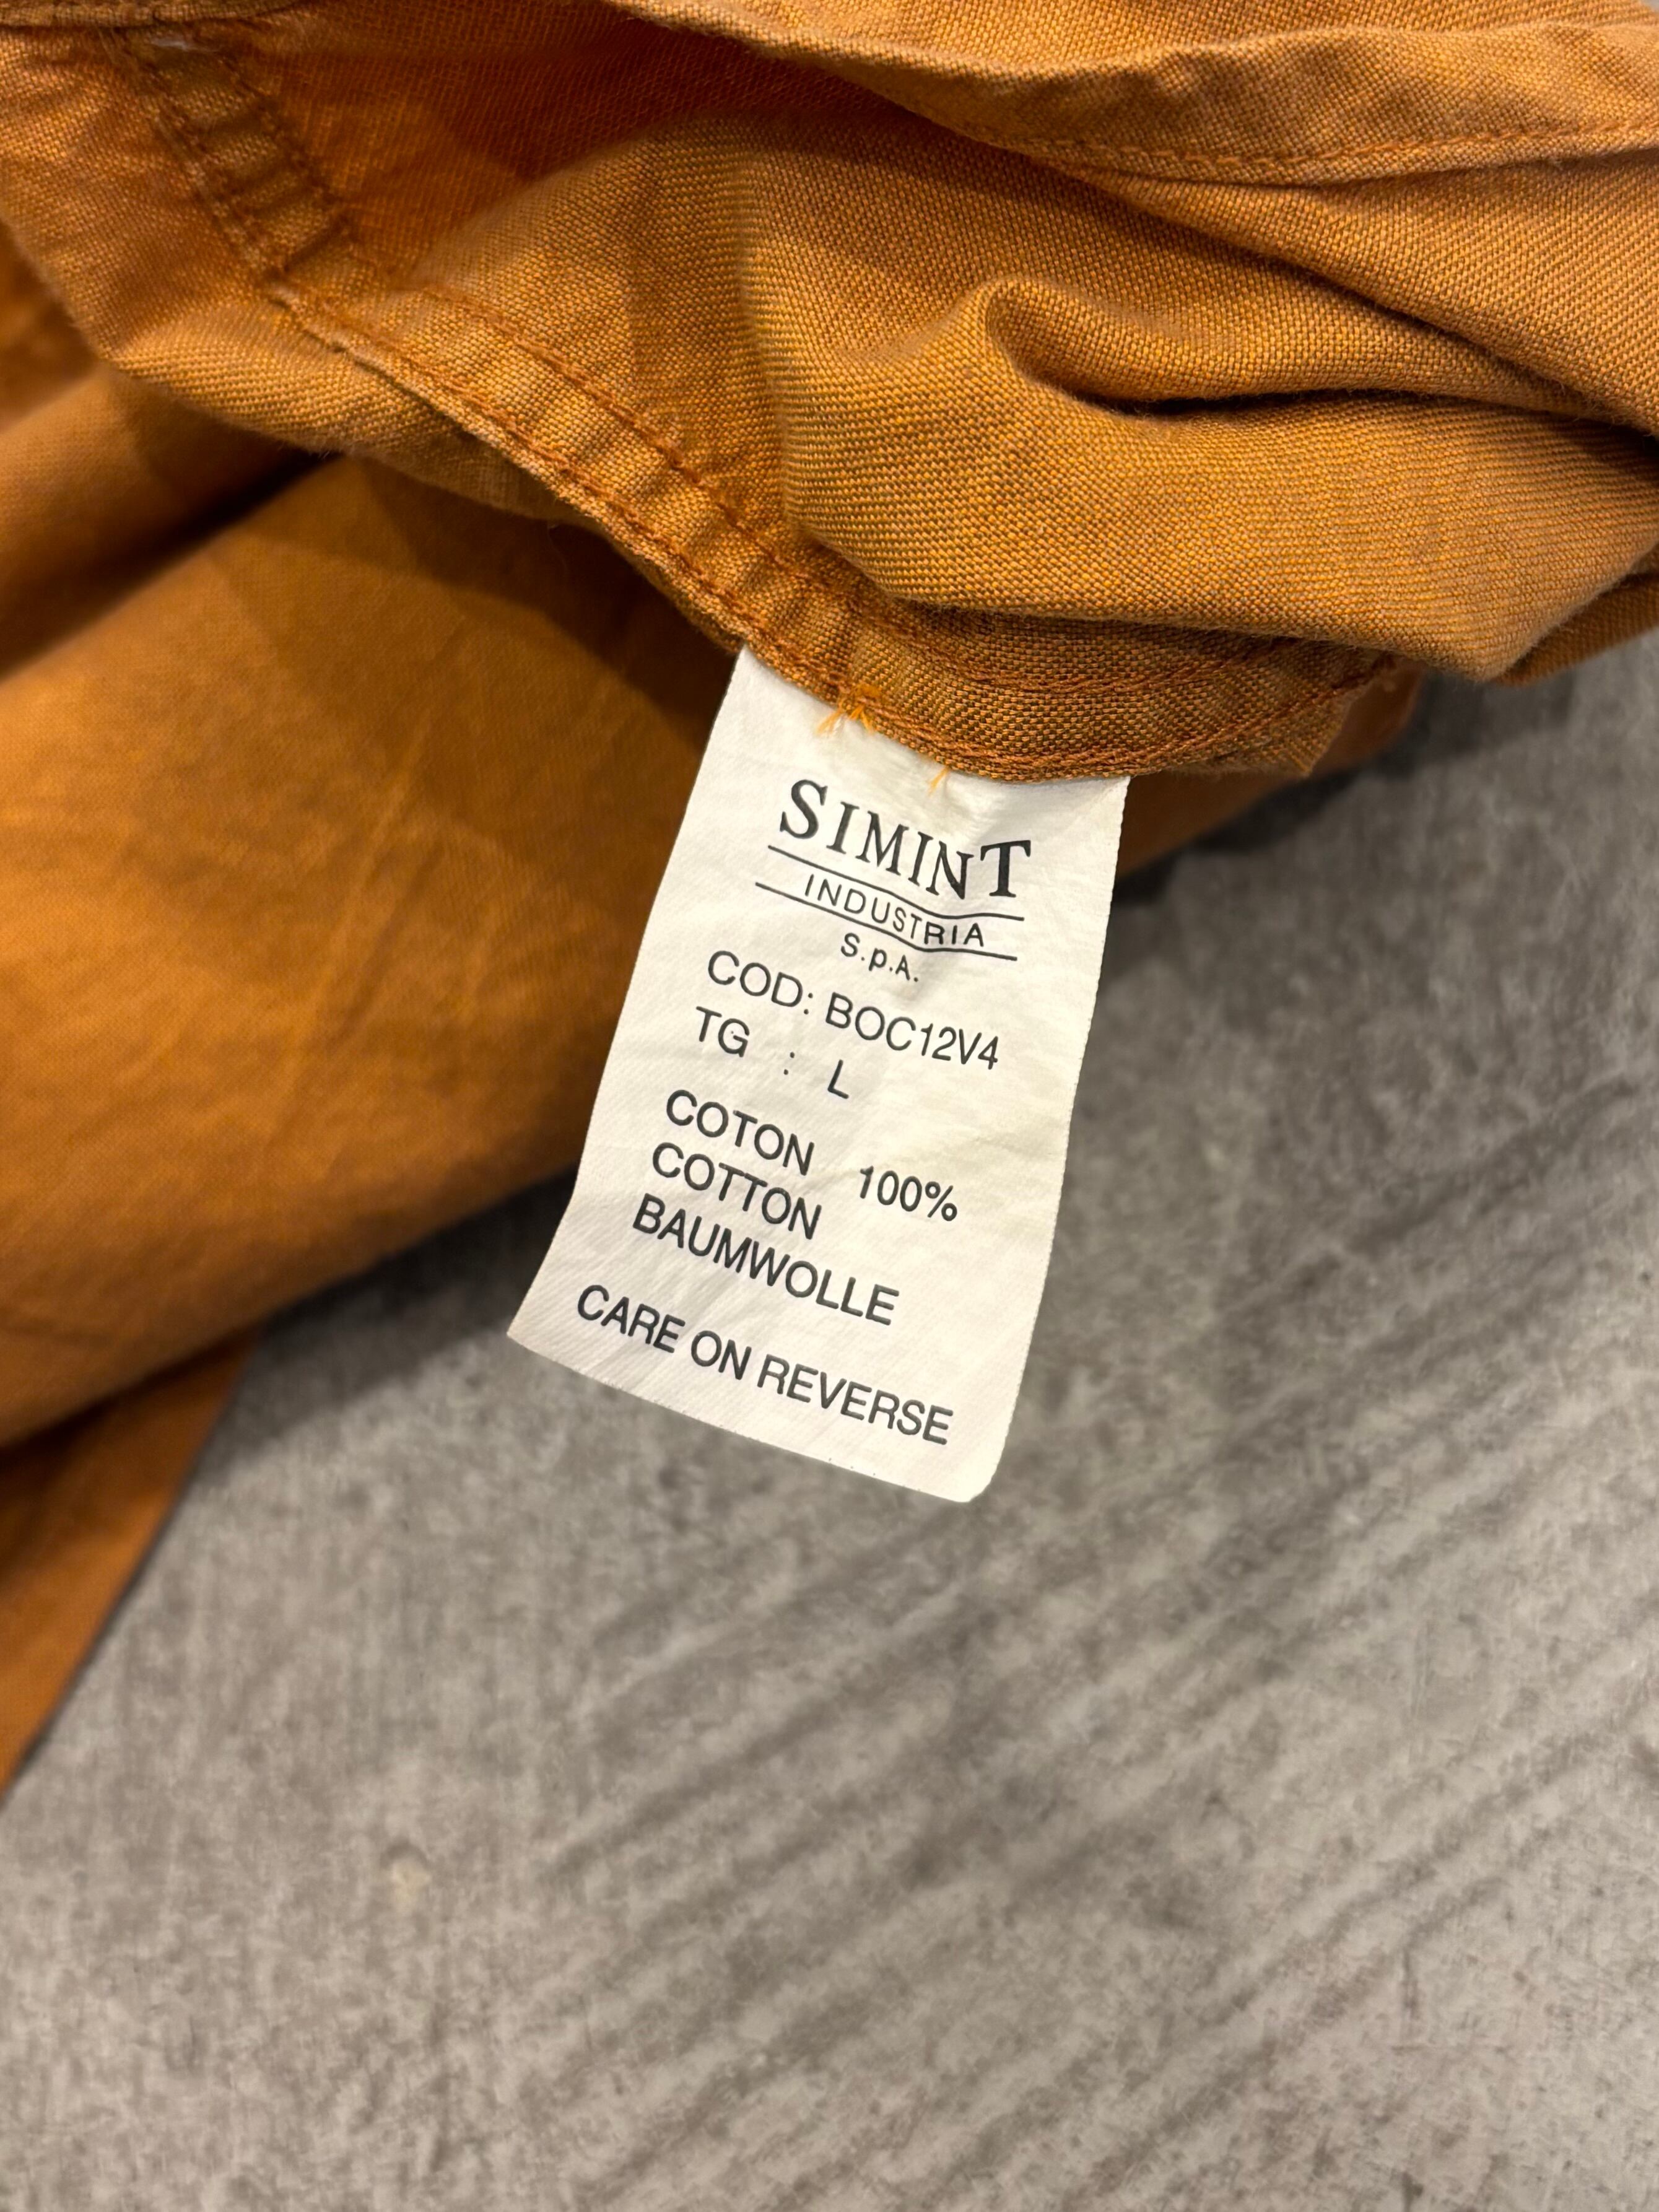 SIMINT
INDUSTRIA
S.p.A.
COD: BOC12V4
TG : L
COTON
COTTON 100%
BAUMWOLLE
CARE ON REVERSE